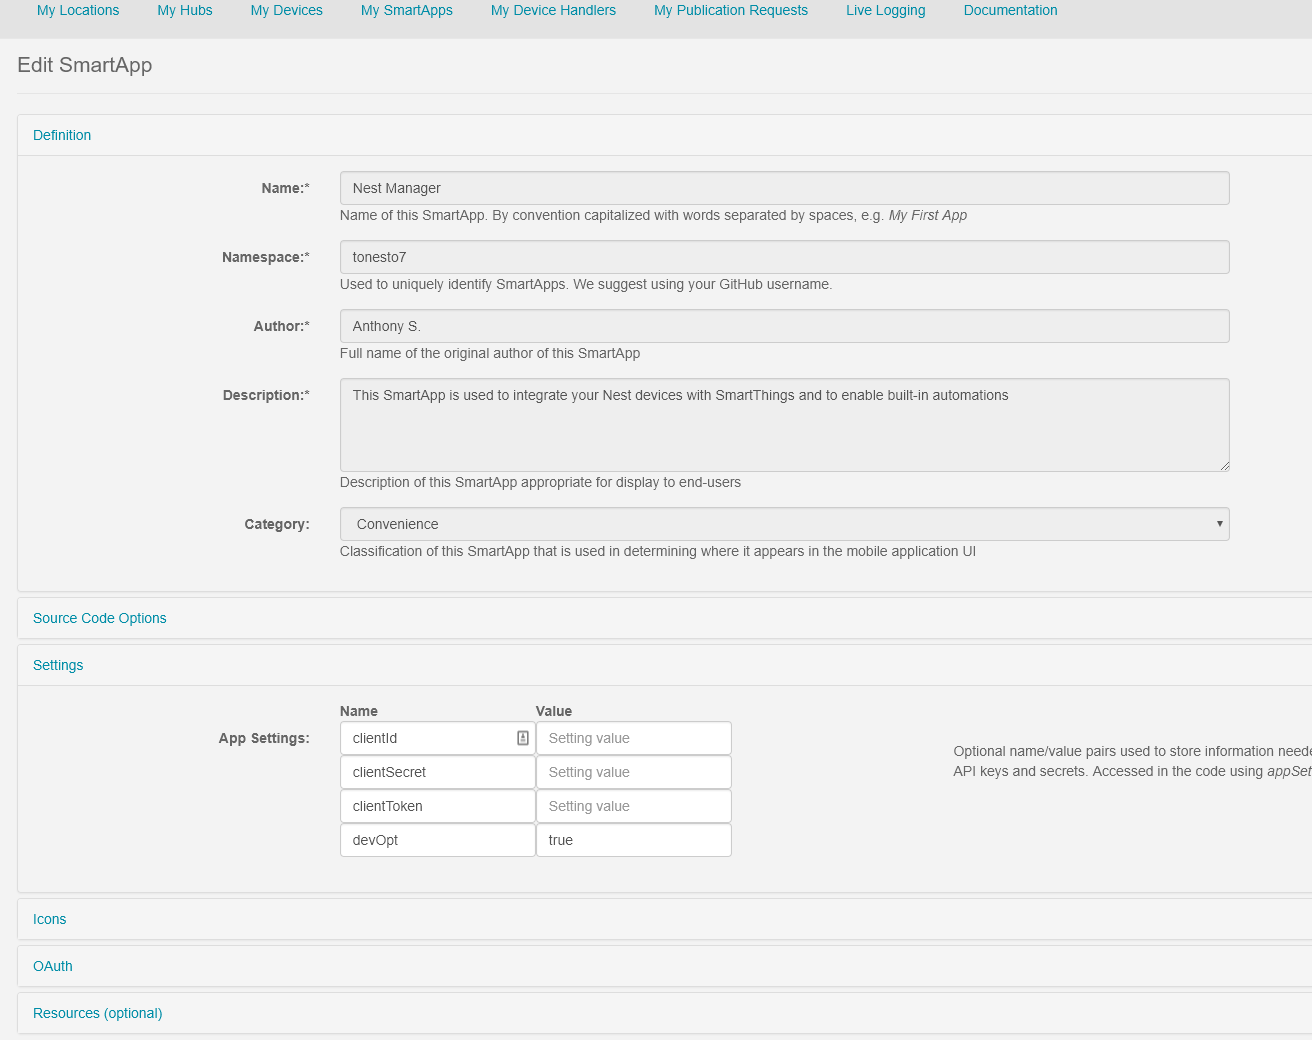 My Locations My Hubs My Devices My SmartApps My Device Handlers My Publication Requests Live Logging Documentation
Edit SmartApp
Definition
Name:* Nest Manager
Name of this SmartApp. By convention capitalized with words separated by spaces, e.g. My First App
Namespace:* tonesto7
Used to uniquely identify SmartApps. We suggest using your GitHub username.
Author:* Anthony S.
Full name of the original author of this SmartApp
Description:* This SmartApp is used to integrate your Nest devices with SmartThings and to enable built-in automations
Description of this SmartApp appropriate for display to end-users
Category: Convenience
Classification of this SmartApp that is used in determining where it appears in the mobile application UI
Source Code Options
Settings
Name Value
App Settings: clientId Setting value
clientSecret Setting value
clientToken Setting value
devOpt true
Optional name/value pairs used to store information neede
API keys and secrets. Accessed in the code using appSet
Icons
OAuth
Resources (optional)